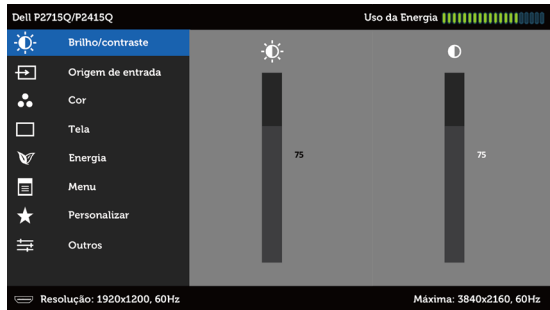 Dell P2715Q/P2415Q
Uso da Energia
Brilho/contraste
Origem de entrada
Cor
Tela
Energia
Menu
Personalizar
Outros
75
75
Resolução: 1920x1200, 60Hz
Máxima: 3840x2160, 60Hz